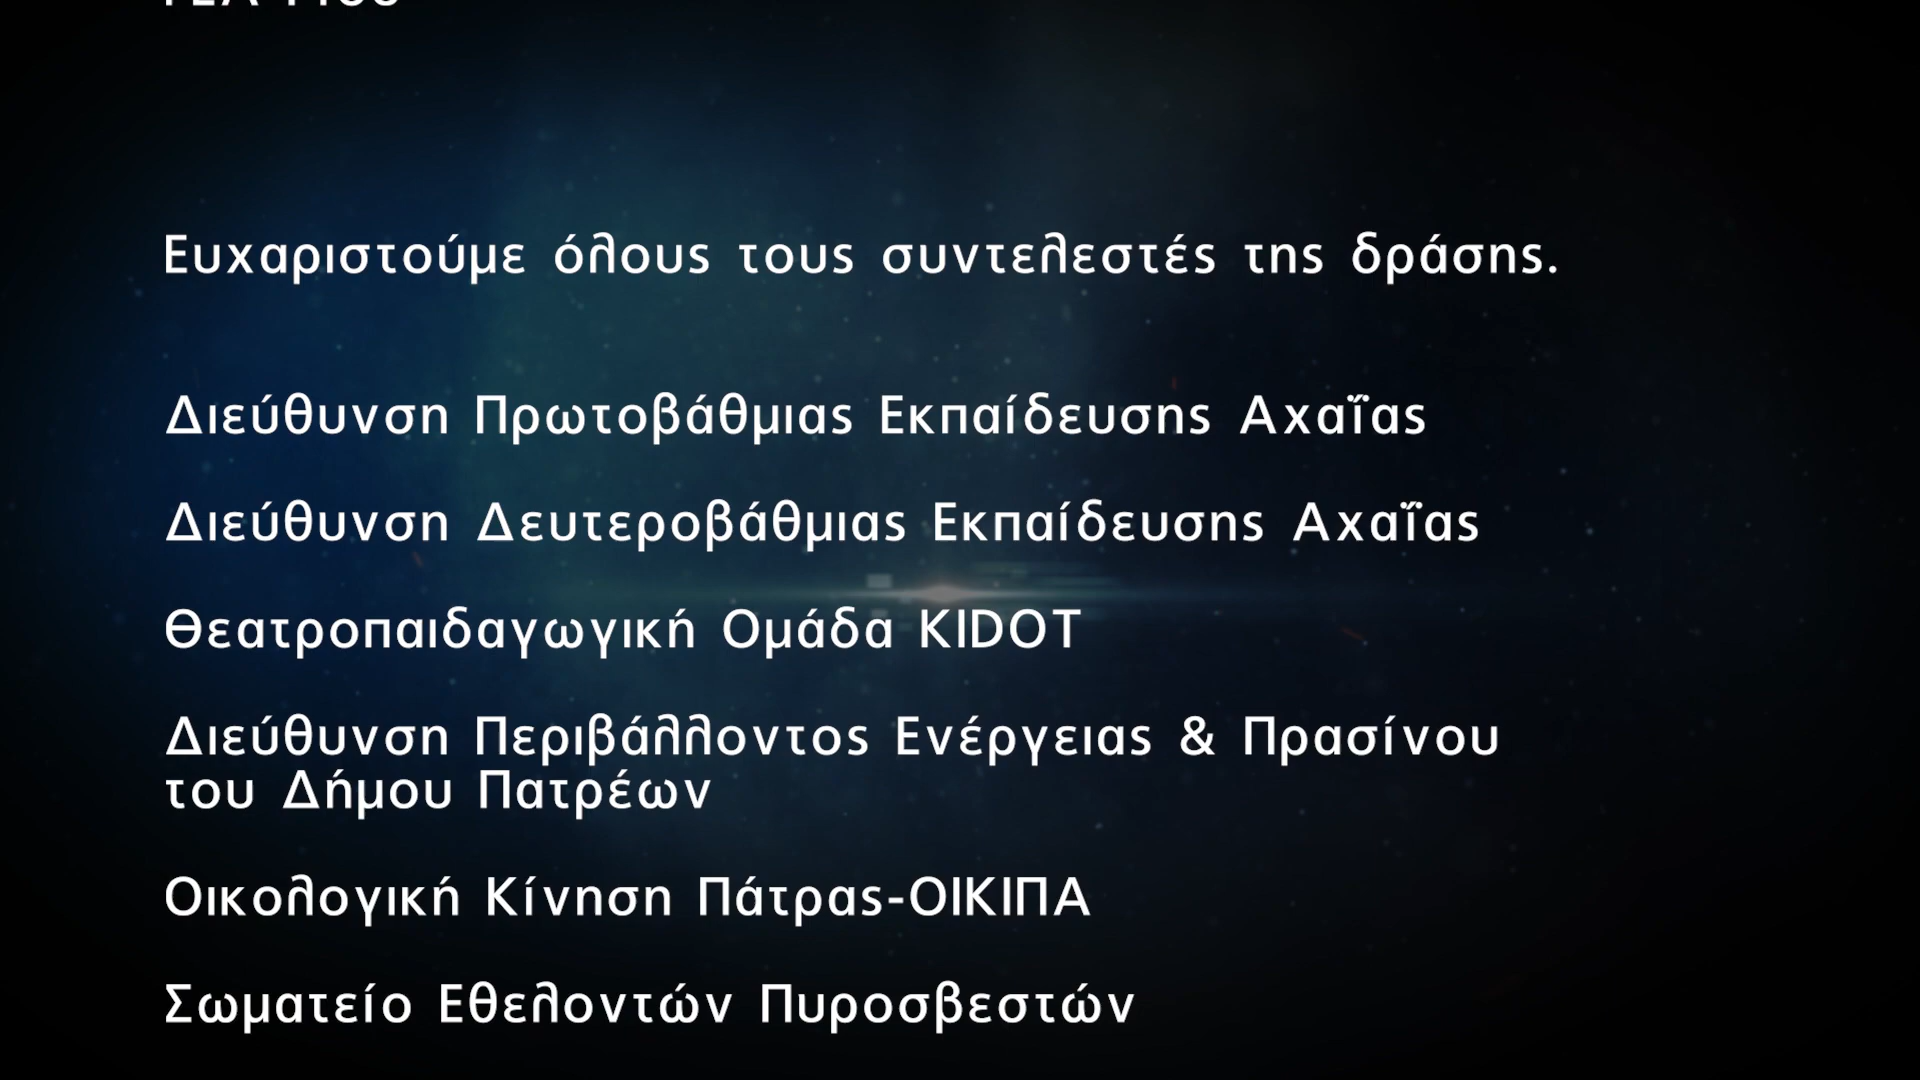 Ευχαριστούμε όλους τους συντελεστές της δράσης.
Διεύθυνση Πρωτοβάθμιας Εκπαίδευσης Αχαΐας
Διεύθυνση Δευτεροβάθμιας Εκπαίδευσης Αχαΐας
Θεατροπαιδαγωγική Ομάδα KIDOT
Διεύθυνση Περιβάλλοντος Ενέργειας & Πρασίνου
του Δήμου Πατρέων
Οικολογική Κίνηση Πάτρας-ΟΙΚΙΠΑ
Σωματείο Εθελοντών Πυροσβεστών